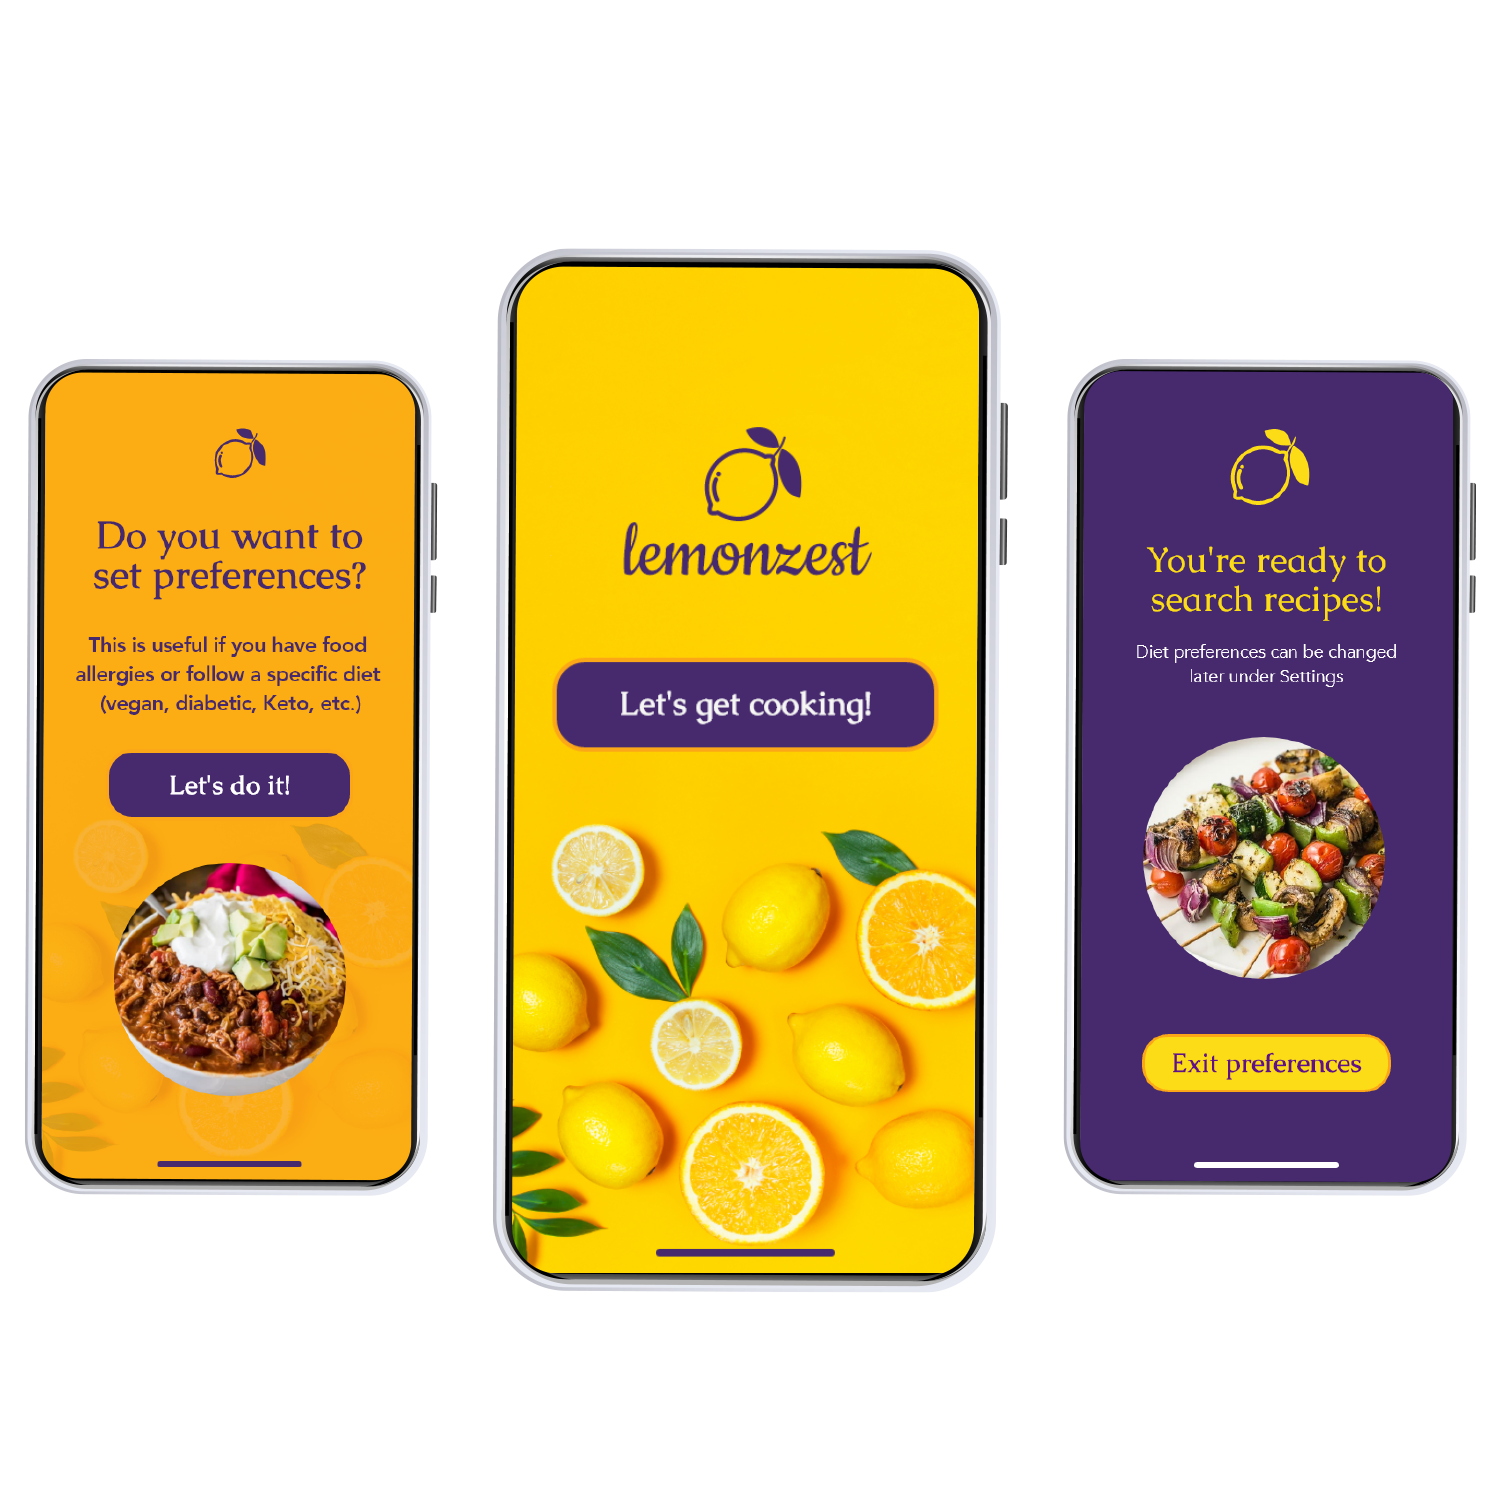 Do you want to
set preferences?
This is useful if you have food
allergies or follow a specific diet
(vegan, diabetic, Keto, etc.)
Let's do it!
lemonzest
Let's get cooking!
You're ready to
search recipes!
Diet preferences can be changed
later under Settings
Exit preferences